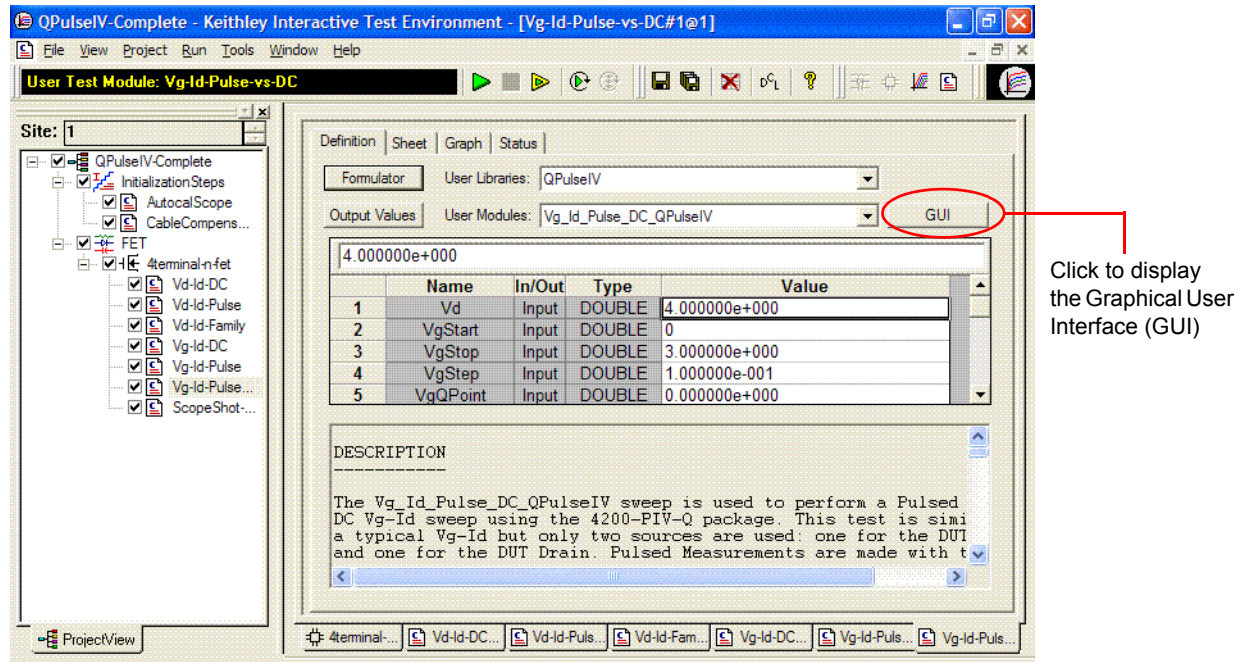 QPulseIV-Complete - Keithley Interactive Test Environment - [Vg-Id-Pulse-vs-DC#1@1]
File View Project Run Tools Window Help
User Test Module: Vg-Id-Pulse-vs-DC
Site: 1
QPulseIV-Complete
InitializationSteps
AutocalScope
CableCompens...
FET
4terminal-n-fet
Vd-Id-DC
Vd-Id-Pulse
Vd-Id-Family
Vg-Id-DC
Vg-Id-Pulse
Vg-Id-Pulse...
ScopeShot-...
ProjectView
Definition Sheet Graph Status
Formulator User Libraries: QPulseIV
Output Values User Modules: Vg_Id_Pulse_DC_QPulseIV GUI
4.000000e+000
Name In/Out Type Value
1 Vd Input DOUBLE 4.000000e+000
2 VgStart Input DOUBLE 0
3 VgStop Input DOUBLE 3.000000e+000
4 VgStep Input DOUBLE 1.000000e-001
5 VgQPoint Input DOUBLE 0.000000e+000
DESCRIPTION
-----------
The Vg_Id_Pulse_DC_QPulseIV sweep is used to perform a Pulsed
DC Vg-Id sweep using the 4200-PIV-Q package. This test is simi
a typical Vg-Id but only two sources are used: one for the DUT
and one for the DUT Drain. Pulsed Measurements are made with t
4terminal-... Vd-Id-DC... Vd-Id-Puls... Vd-Id-Fam... Vg-Id-DC... Vg-Id-Puls... Vg-Id-Puls...
Click to display
the Graphical User
Interface (GUI)